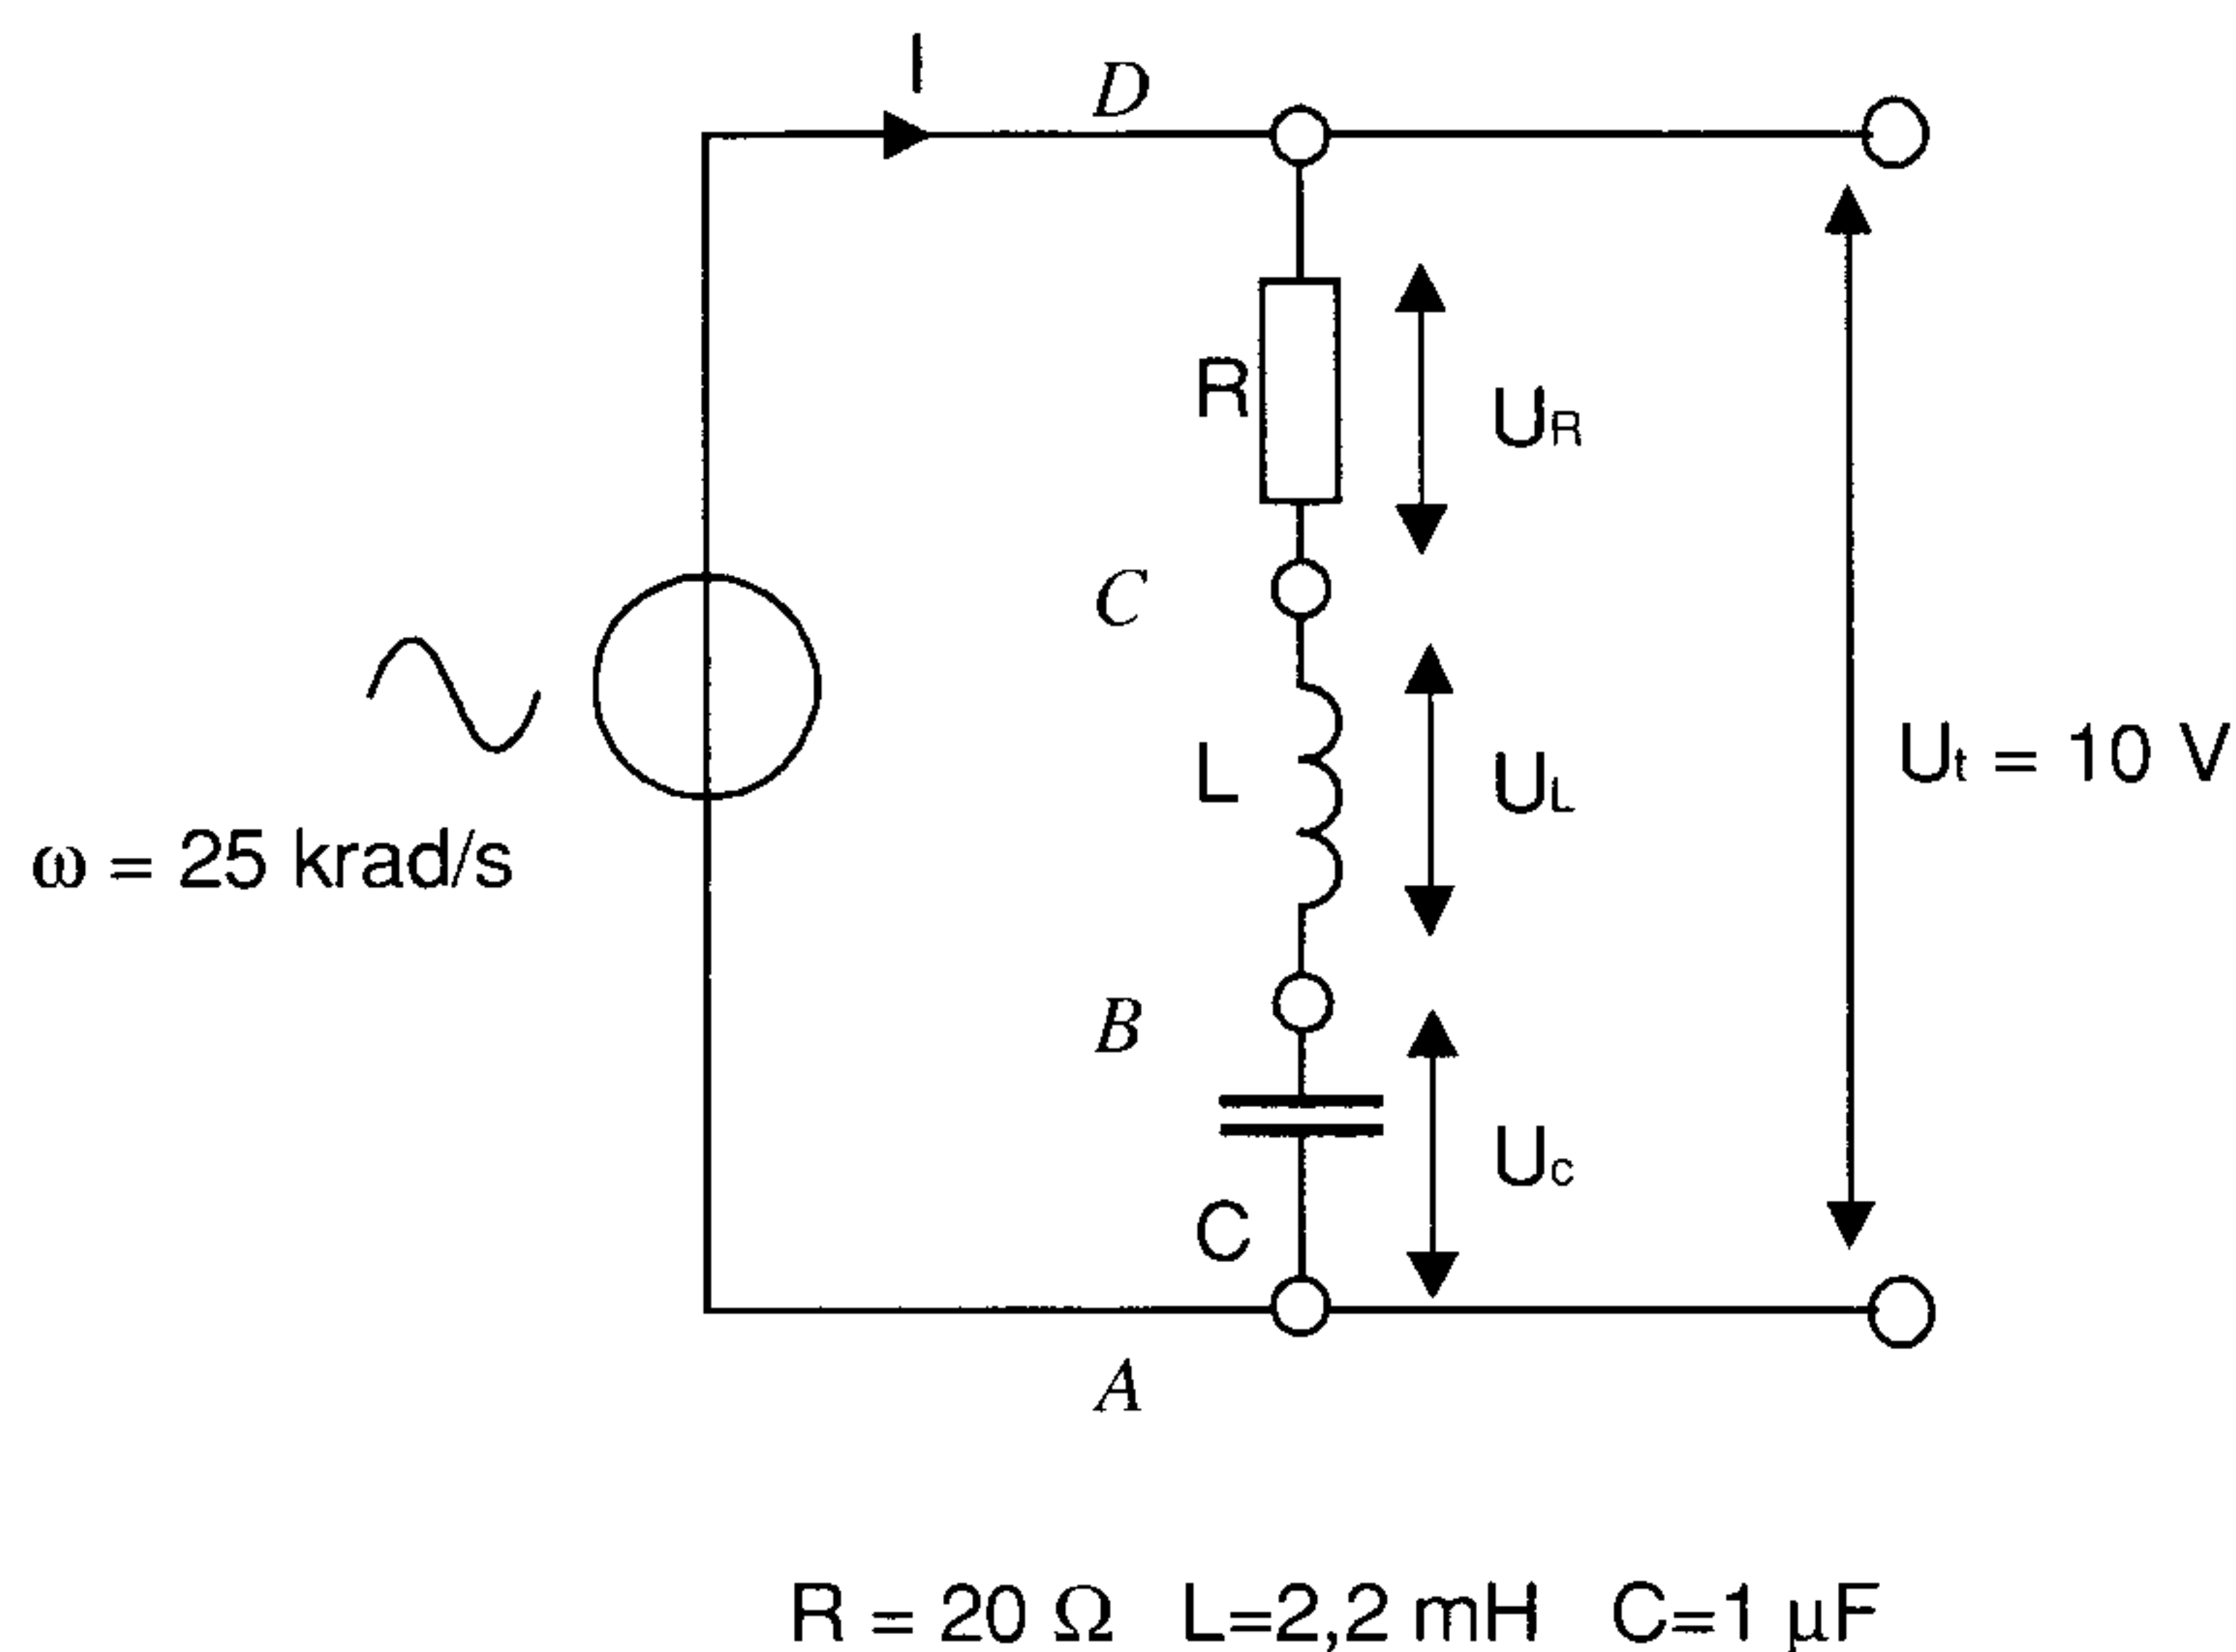 I
D
R
UR
C
L
UL
Ut = 10 V
ω = 25 krad/s
B
Uc
C
A
R = 20 Ω L=2,2 mH C=1 µF